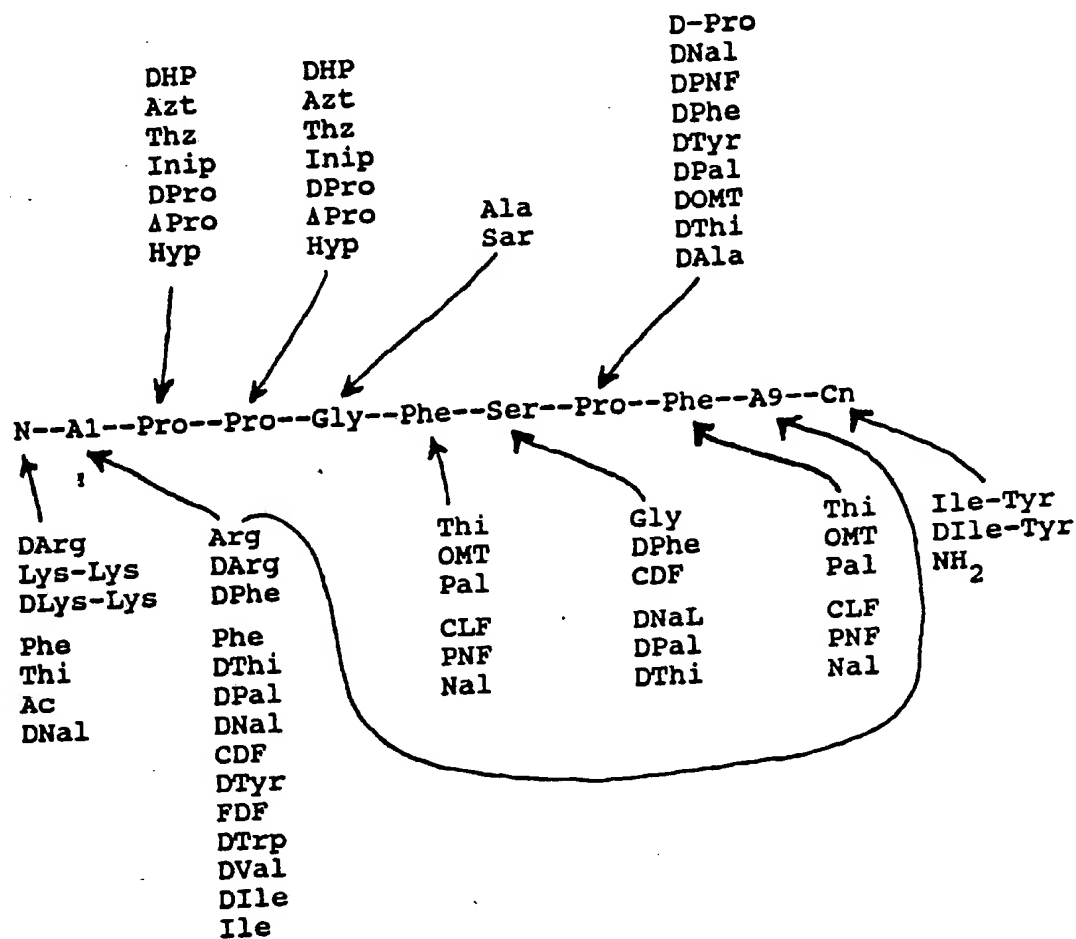 D-Pro
DNal
DPNF
DPhe
DTyr
DPal
DOMT
DThi
DAla
DHP
Azt
Thz
Inip
DPro
ΔPro
Hyp
DHP
Azt
Thz
Inip
DPro
ΔPro
Hyp
Ala
Sar
N--A1--Pro--Pro--Gly--Phe--Ser--Pro--Phe--A9--Cn
DArg
Lys-Lys
DLys-Lys
Phe
Thi
Ac
DNal
Arg
DArg
DPhe
Phe
DThi
DPal
DNal
CDF
DTyr
FDF
DTrp
DVal
DIle
Ile
Thi
OMT
Pal
CLF
PNF
Nal
Gly
DPhe
CDF
DNaL
DPal
DThi
Thi
OMT
Pal
CLF
PNF
Nal
Ile-Tyr
DIle-Tyr
NH2